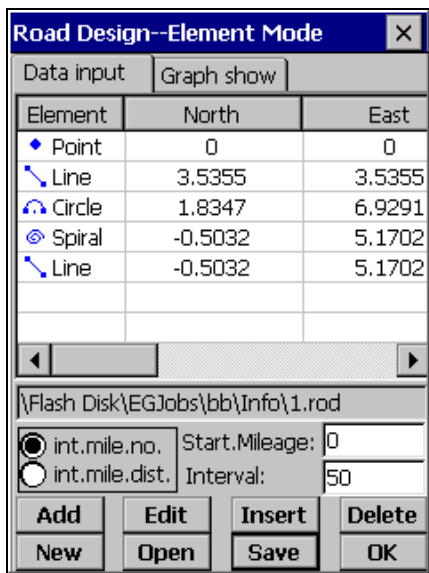 Road Design--Element Mode
Data input Graph show
Element North East
Point 0 0
Line 3.5355 3.5355
Circle 1.8347 6.9291
Spiral -0.5032 5.1702
Line -0.5032 5.1702
\Flash Disk\EGJobs\bb\Info\1.rod
int.mile.no. Start.Mileage: 0
int.mile.dist. Interval: 50
Add Edit Insert Delete
New Open Save OK